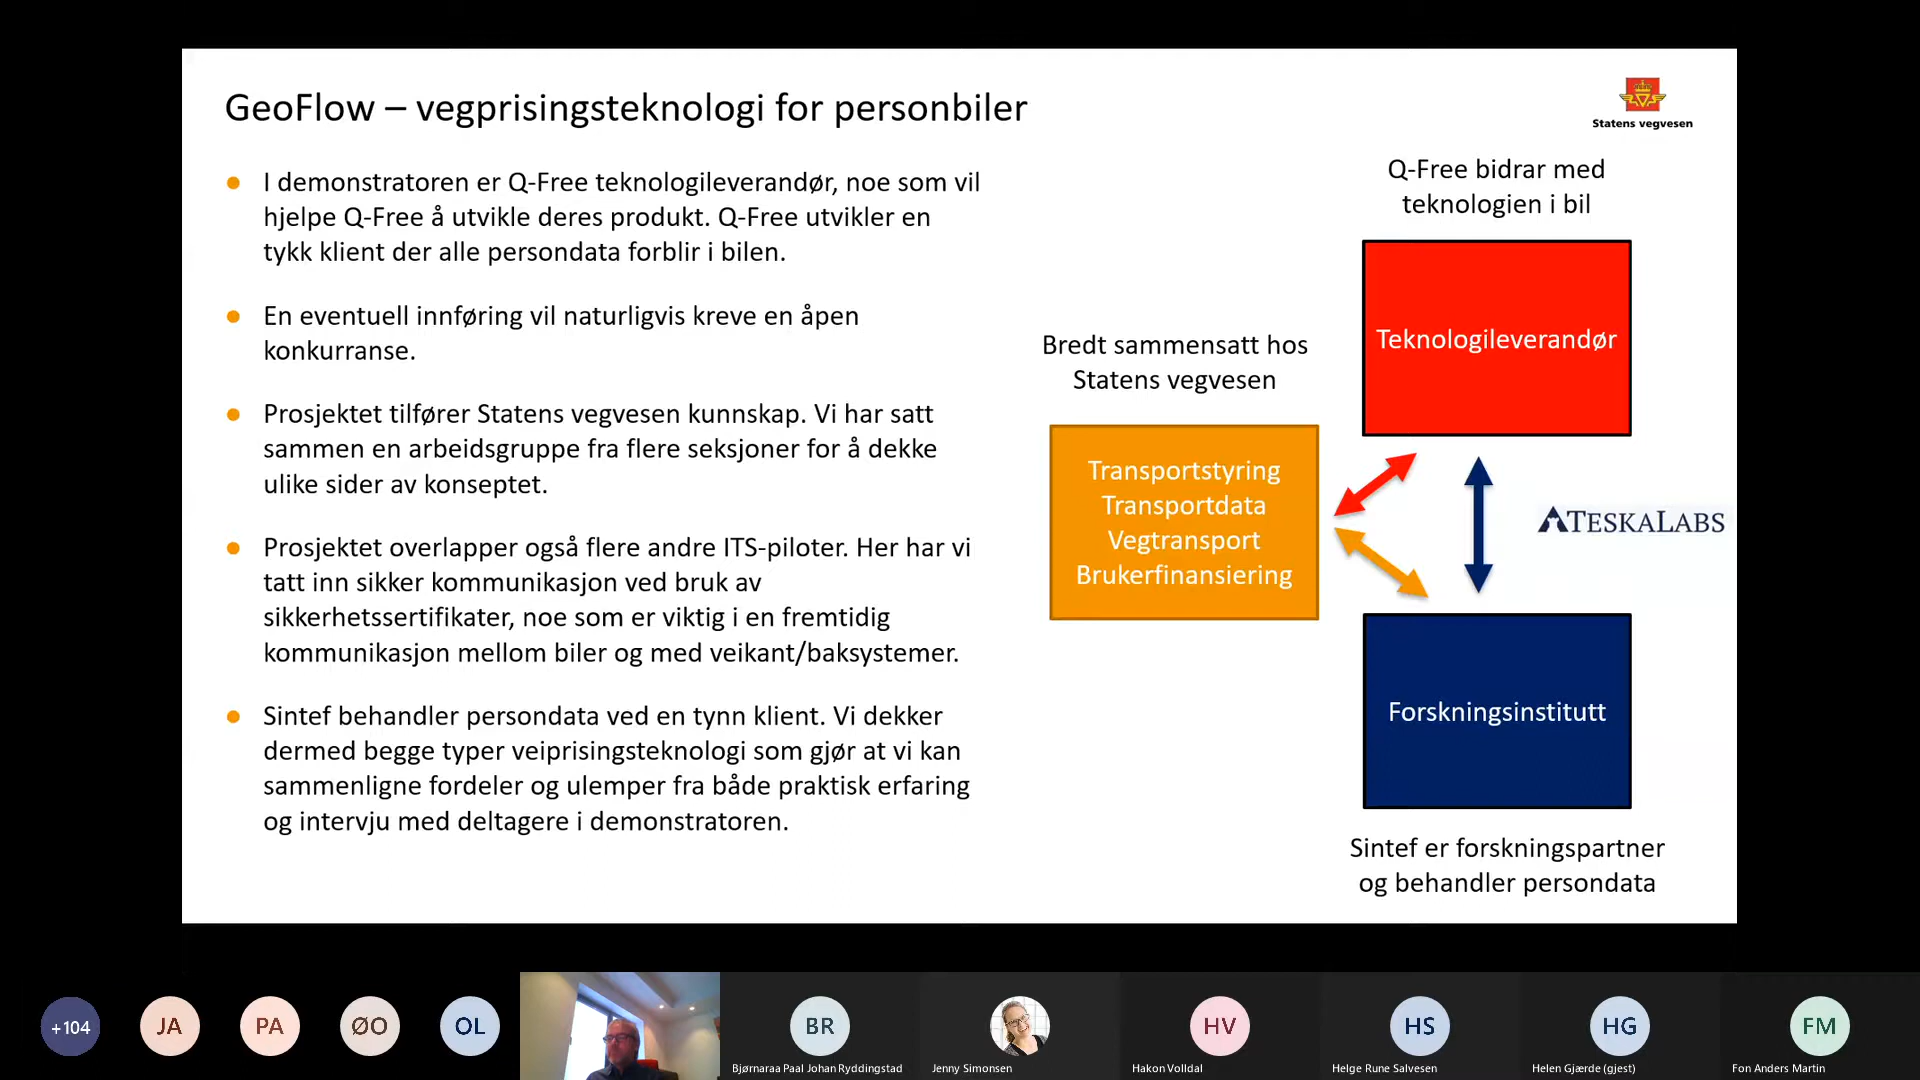 GeoFlow – vegprisingsteknologi for personbiler
Statens vegvesen
I demonstratoren er Q-Free teknologileverandør, noe som vil
hjelpe Q-Free å utvikle deres produkt. Q-Free utvikler en
tykk klient der alle persondata forblir i bilen.
En eventuell innføring vil naturligvis kreve en åpen
konkurranse.
Prosjektet tilfører Statens vegvesen kunnskap. Vi har satt
sammen en arbeidsgruppe fra flere seksjoner for å dekke
ulike sider av konseptet.
Prosjektet overlapper også flere andre ITS-piloter. Her har vi
tatt inn sikker kommunikasjon ved bruk av
sikkerhetssertifikater, noe som er viktig i en fremtidig
kommunikasjon mellom biler og med veikant/baksystemer.
Sintef behandler persondata ved en tynn klient. Vi dekker
dermed begge typer veiprisingsteknologi som gjør at vi kan
sammenligne fordeler og ulemper fra både praktisk erfaring
og intervju med deltagere i demonstratoren.
Q-Free bidrar med
teknologien i bil
Teknologileverandør
Bredt sammensatt hos
Statens vegvesen
Transportstyring
Transportdata
Vegtransport
Brukerfinansiering
TESKALABS
Forskningsinstitutt
Sintef er forskningspartner
og behandler persondata
+104
JA
PA
ØO
OL
BR
Bjørnaraa Paal Johan Ryddingstad
Jenny Simonsen
HV
Hakon Volldal
HS
Helge Rune Salvesen
HG
Helen Gjærde (gjest)
FM
Fon Anders Martin